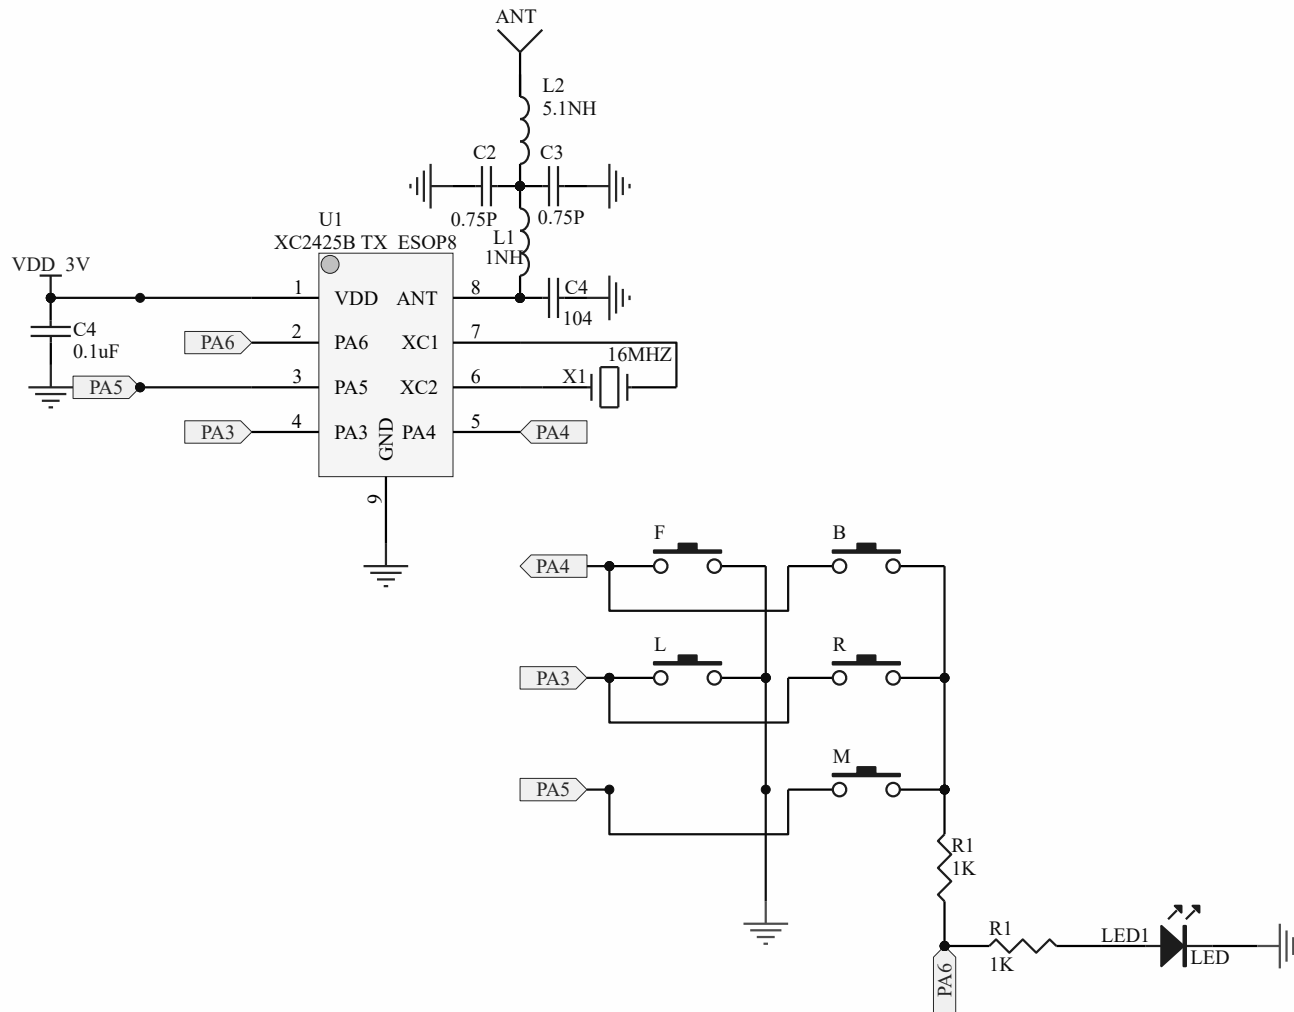 ANT
L2
5.1NH
C2
C3
0.75P
0.75P
U1
L1
XC2425B TX ESOP8
1NH
VDD 3V
1
VDD
ANT
8
C4
104
C4
0.1uF
PA6
2
PA6
XC1
7
16MHZ
PA5
3
PA5
XC2
6
X1
PA3
4
PA3
GND
PA4
5
PA4
9
F
B
PA4
L
R
PA3
M
PA5
R1
1K
R1
1K
LED1
LED
PA6